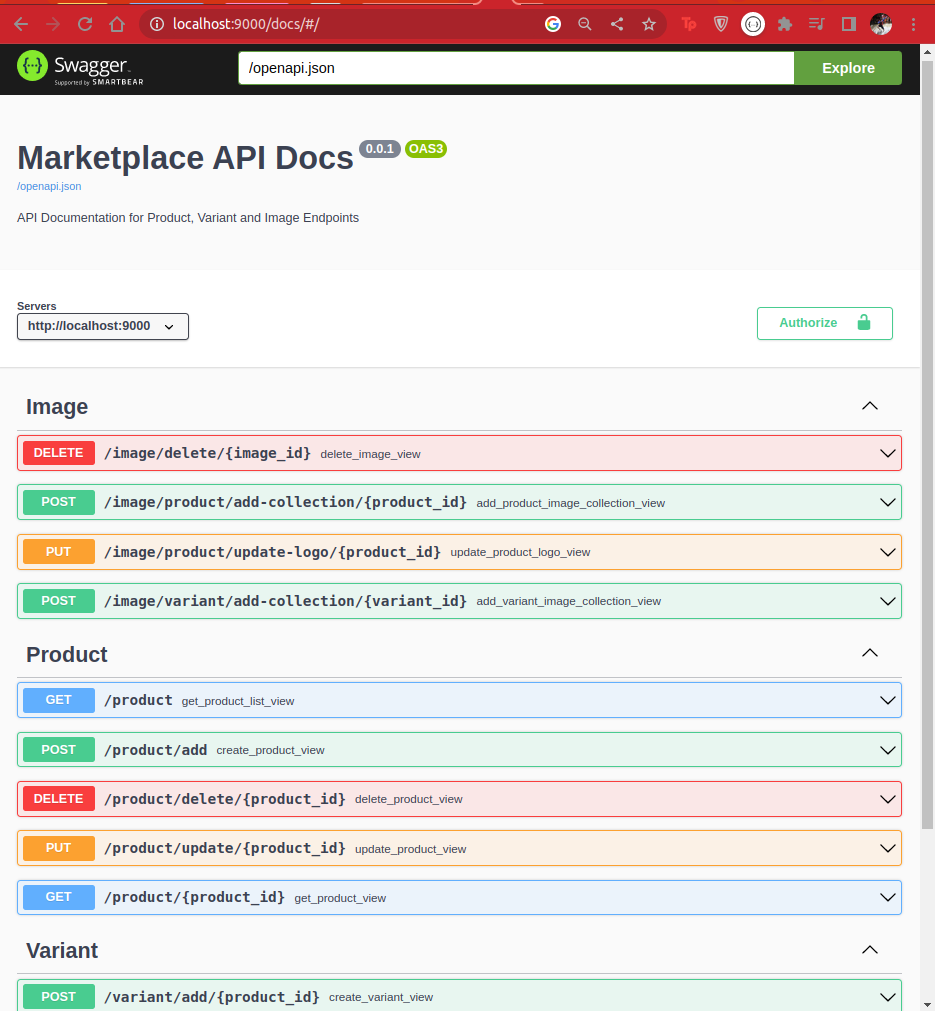 localhost:9000/docs/#/
Tp
{··} Swagger
Supported by SMARTBEAR
/openapi.json
Explore
Marketplace API Docs 0.0.1 OAS3
/openapi.json
API Documentation for Product, Variant and Image Endpoints
Servers
http://localhost:9000
Authorize
Image
DELETE /image/delete/{image_id} delete_image_view
POST /image/product/add-collection/{product_id} add_product_image_collection_view
PUT /image/product/update-logo/{product_id} update_product_logo_view
POST /image/variant/add-collection/{variant_id} add_variant_image_collection_view
Product
GET /product get_product_list_view
POST /product/add create_product_view
DELETE /product/delete/{product_id} delete_product_view
PUT /product/update/{product_id} update_product_view
GET /product/{product_id} get_product_view
Variant
POST /variant/add/{product_id} create_variant_view